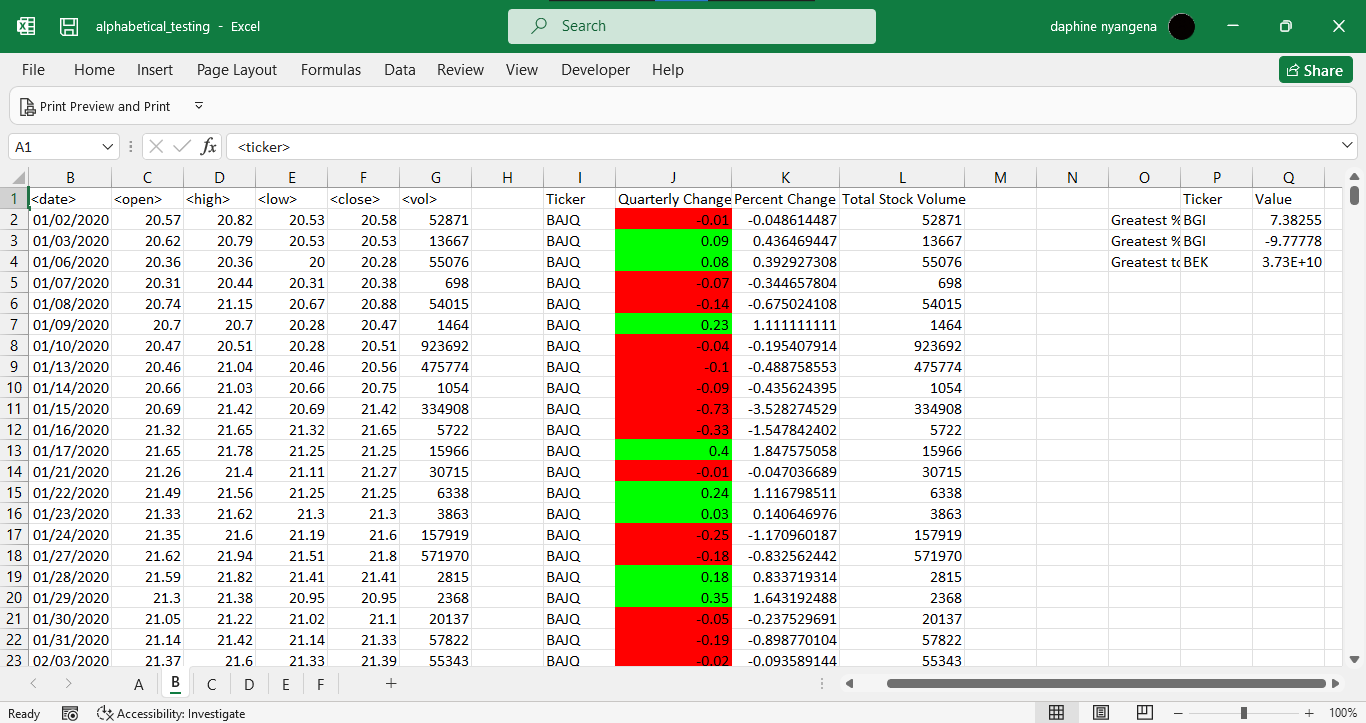 alphabetical_testing - Excel
Search
daphine nyangena
File Home Insert Page Layout Formulas Data Review View Developer Help
Share
Print Preview and Print
A1 fx <ticker>
B C D E F G H I J K L M N O P Q
1 <date> <open> <high> <low> <close> <vol> Ticker Quarterly Change Percent Change Total Stock Volume Ticker Value
2 01/02/2020 20.57 20.82 20.53 20.58 52871 BAJQ -0.01 -0.048614487 52871 Greatest % BGI 7.38255
3 01/03/2020 20.62 20.79 20.53 20.53 13667 BAJQ 0.09 0.436469447 13667 Greatest % BGI -9.77778
4 01/06/2020 20.36 20.36 20 20.28 55076 BAJQ 0.08 0.392927308 55076 Greatest to BEK 3.73E+10
5 01/07/2020 20.31 20.44 20.31 20.38 698 BAJQ -0.07 -0.344657804 698
6 01/08/2020 20.74 21.15 20.67 20.88 54015 BAJQ -0.14 -0.675024108 54015
7 01/09/2020 20.7 20.7 20.28 20.47 1464 BAJQ 0.23 1.111111111 1464
8 01/10/2020 20.47 20.51 20.28 20.51 923692 BAJQ -0.04 -0.195407914 923692
9 01/13/2020 20.46 21.04 20.46 20.56 475774 BAJQ -0.1 -0.488758553 475774
10 01/14/2020 20.66 21.03 20.66 20.75 1054 BAJQ -0.09 -0.435624395 1054
11 01/15/2020 20.69 21.42 20.69 21.42 334908 BAJQ -0.73 -3.528274529 334908
12 01/16/2020 21.32 21.65 21.32 21.65 5722 BAJQ -0.33 -1.547842402 5722
13 01/17/2020 21.65 21.78 21.25 21.25 15966 BAJQ 0.4 1.847575058 15966
14 01/21/2020 21.26 21.4 21.11 21.27 30715 BAJQ -0.01 -0.047036689 30715
15 01/22/2020 21.49 21.56 21.25 21.25 6338 BAJQ 0.24 1.116798511 6338
16 01/23/2020 21.33 21.62 21.3 21.3 3863 BAJQ 0.03 0.140646976 3863
17 01/24/2020 21.35 21.6 21.19 21.6 157919 BAJQ -0.25 -1.170960187 157919
18 01/27/2020 21.62 21.94 21.51 21.8 571970 BAJQ -0.18 -0.832562442 571970
19 01/28/2020 21.59 21.82 21.41 21.41 2815 BAJQ 0.18 0.833719314 2815
20 01/29/2020 21.3 21.38 20.95 20.95 2368 BAJQ 0.35 1.643192488 2368
21 01/30/2020 21.05 21.22 21.02 21.1 20137 BAJQ -0.05 -0.237529691 20137
22 01/31/2020 21.14 21.42 21.14 21.33 57822 BAJQ -0.19 -0.898770104 57822
23 02/03/2020 21.37 21.6 21.33 21.39 55343 BAJQ -0.02 -0.093589144 55343
A B C D E F +
Ready Accessibility: Investigate 100%